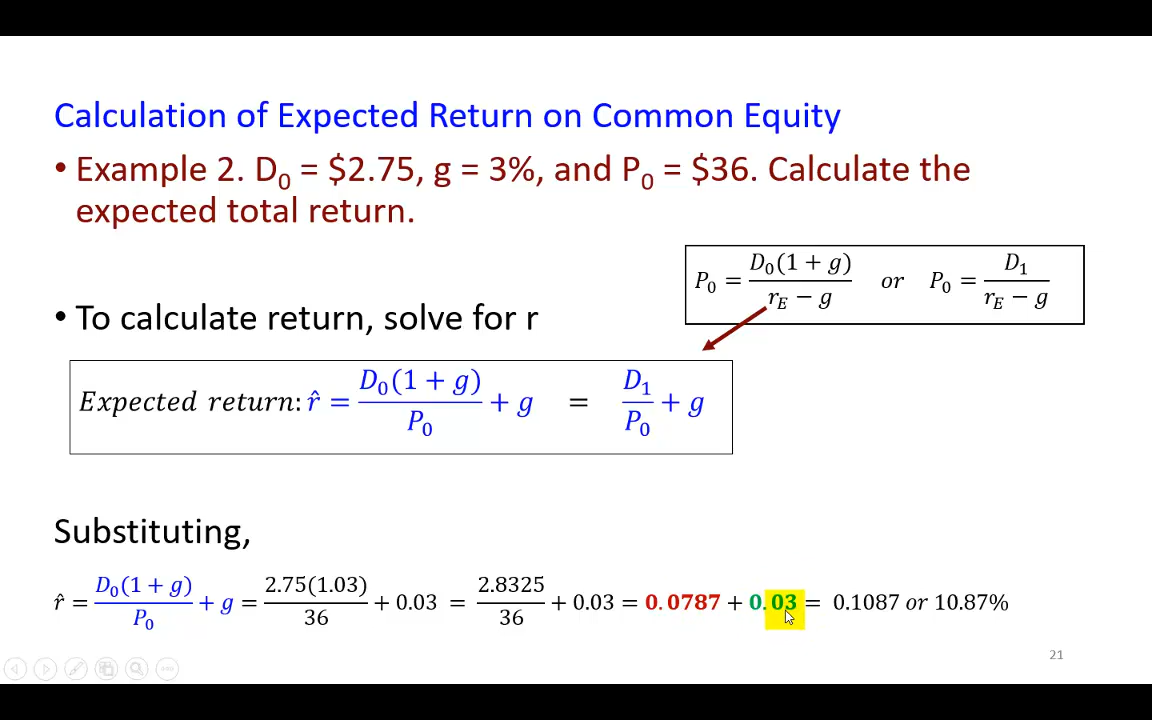 Calculation of Expected Return on Common Equity
• Example 2. D₀ = $2.75, g = 3%, and P₀ = $36. Calculate the
expected total return.
P₀ = D₀(1 + g) / (r_E − g) or P₀ = D₁ / (r_E − g)
• To calculate return, solve for r
Expected return: r̂ = D₀(1 + g) / P₀ + g = D₁ / P₀ + g
Substituting,
r̂ = D₀(1 + g) / P₀ + g = 2.75(1.03) / 36 + 0.03 = 2.8325 / 36 + 0.03 = 0.0787 + 0.03 = 0.1087 or 10.87%
21